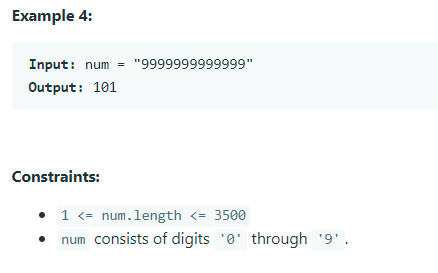 Example 4:
Input: num = "9999999999999"
Output: 101
Constraints:
• 1 <= num.length <= 3500
• num consists of digits '0' through '9'.